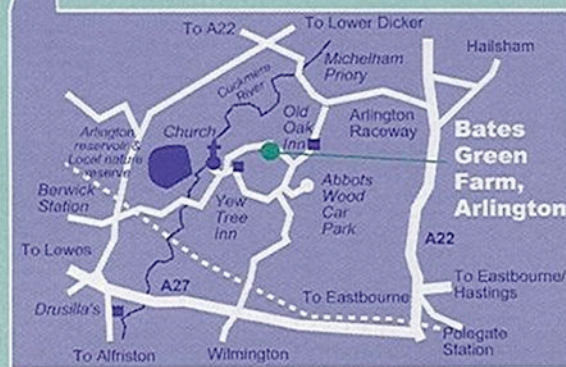 To A22
To Lower Dicker
Hailsham
Michelham
Priory
Cuckmere
River
Old
Oak
Inn
Arlington
Raceway
Church
Arlington
reservoir &
Local nature
reserve
Bates
Green
Farm,
Arlington
Berwick
Station
Yew
Tree
Inn
Abbots
Wood
Car
Park
To Lewes
A22
A27
To Eastbourne
To Eastbourne/
Hastings
Drusilla's
Polegate
Station
To Alfriston
Wilmington